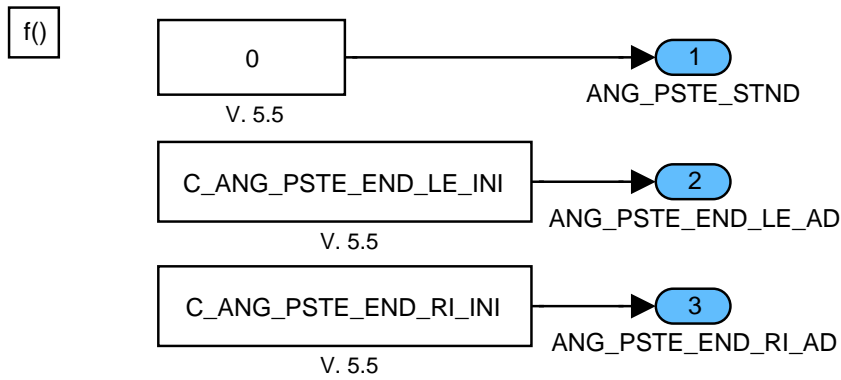 f()
0
1
V. 5.5
ANG_PSTE_STND
C_ANG_PSTE_END_LE_INI
2
V. 5.5
ANG_PSTE_END_LE_AD
C_ANG_PSTE_END_RI_INI
3
V. 5.5
ANG_PSTE_END_RI_AD